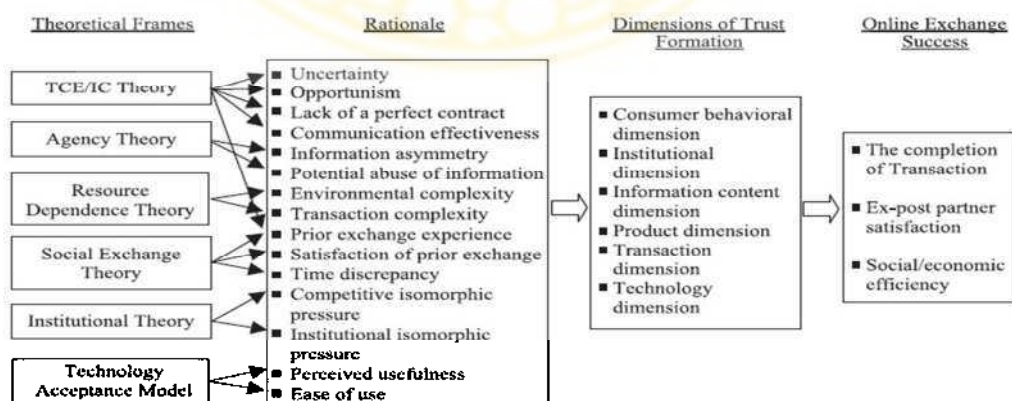 Theoretical Frames
TCE/IC Theory
Agency Theory
Resource
Dependence Theory
Social Exchange
Theory
Institutional Theory
Technology
Acceptance Model
Rationale
■ Uncertainty
■ Opportunism
■ Lack of a perfect contract
■ Communication effectiveness
■ Information asymmetry
■ Potential abuse of information
■ Environmental complexity
■ Transaction complexity
■ Prior exchange experience
■ Satisfaction of prior exchange
■ Time discrepancy
■ Competitive isomorphic
pressure
■ Institutional isomorphic
pressure
■ Perceived usefulness
■ Ease of use
Dimensions of Trust
Formation
■ Consumer behavioral
dimension
■ Institutional
dimension
■ Information content
dimension
■ Product dimension
■ Transaction
dimension
■ Technology
dimension
Online Exchange
Success
■ The completion
of Transaction
■ Ex-post partner
satisfaction
■ Social/economic
efficiency